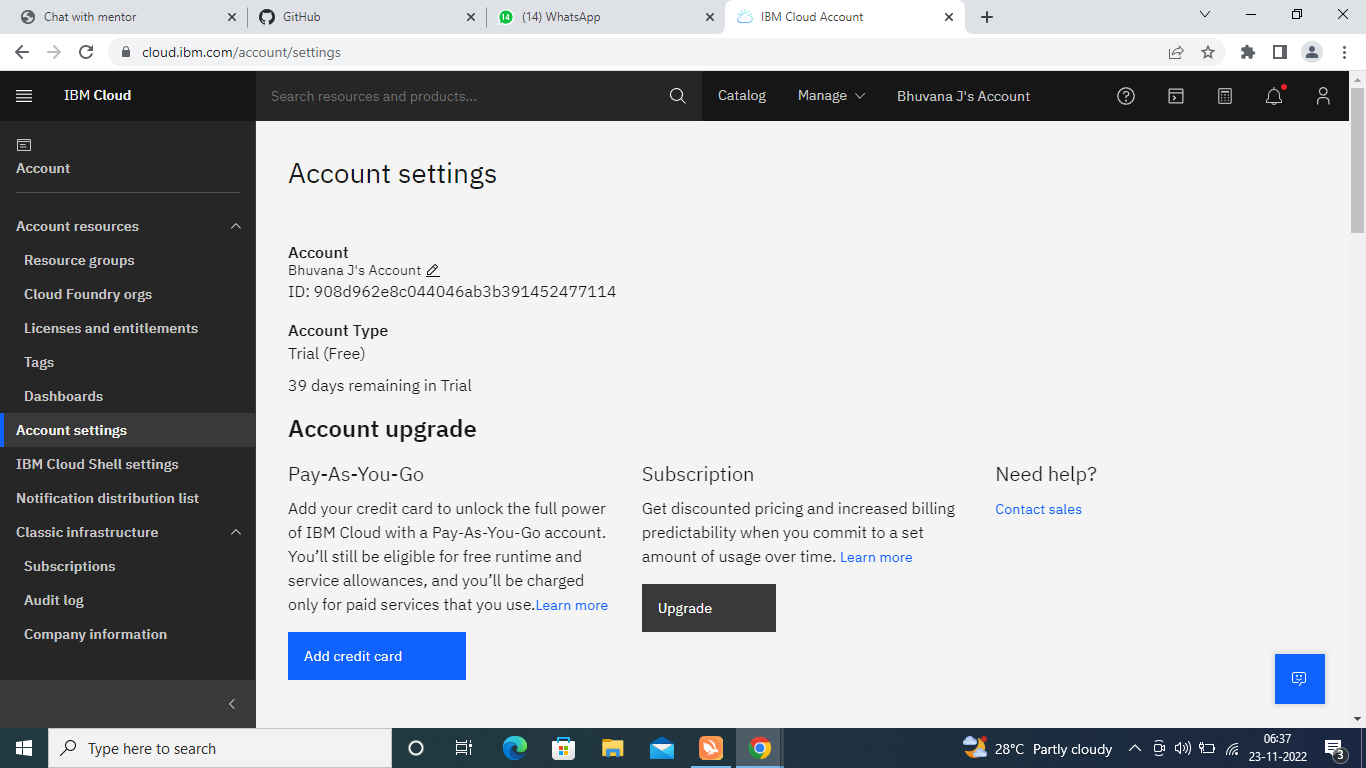 Chat with mentor
GitHub
14
(14) WhatsApp
IBM Cloud Account
cloud.ibm.com/account/settings
IBM Cloud
Search resources and products...
Catalog
Manage
Bhuvana J's Account
Account
Account resources
Resource groups
Cloud Foundry orgs
Licenses and entitlements
Tags
Dashboards
Account settings
IBM Cloud Shell settings
Notification distribution list
Classic infrastructure
Subscriptions
Audit log
Company information
Account settings
Account
Bhuvana J's Account
ID: 908d962e8c044046ab3b391452477114
Account Type
Trial (Free)
39 days remaining in Trial
Account upgrade
Pay-As-You-Go
Add your credit card to unlock the full power
of IBM Cloud with a Pay-As-You-Go account.
You’ll still be eligible for free runtime and
service allowances, and you’ll be charged
only for paid services that you use.Learn more
Add credit card
Subscription
Get discounted pricing and increased billing
predictability when you commit to a set
amount of usage over time. Learn more
Upgrade
Need help?
Contact sales
Type here to search
28°C Partly cloudy
06:37
23-11-2022
3